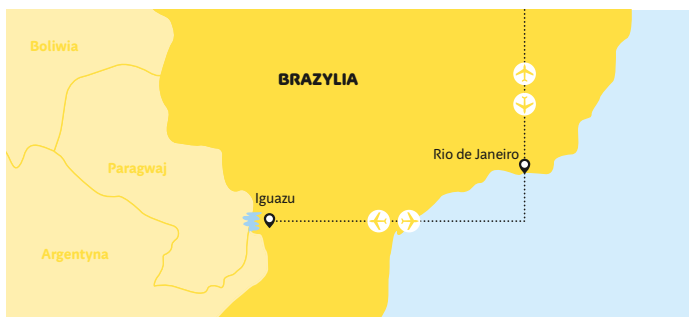 Boliwia
BRAZYLIA
Rio de Janeiro
Paragwaj
Iguazu
Argentyna